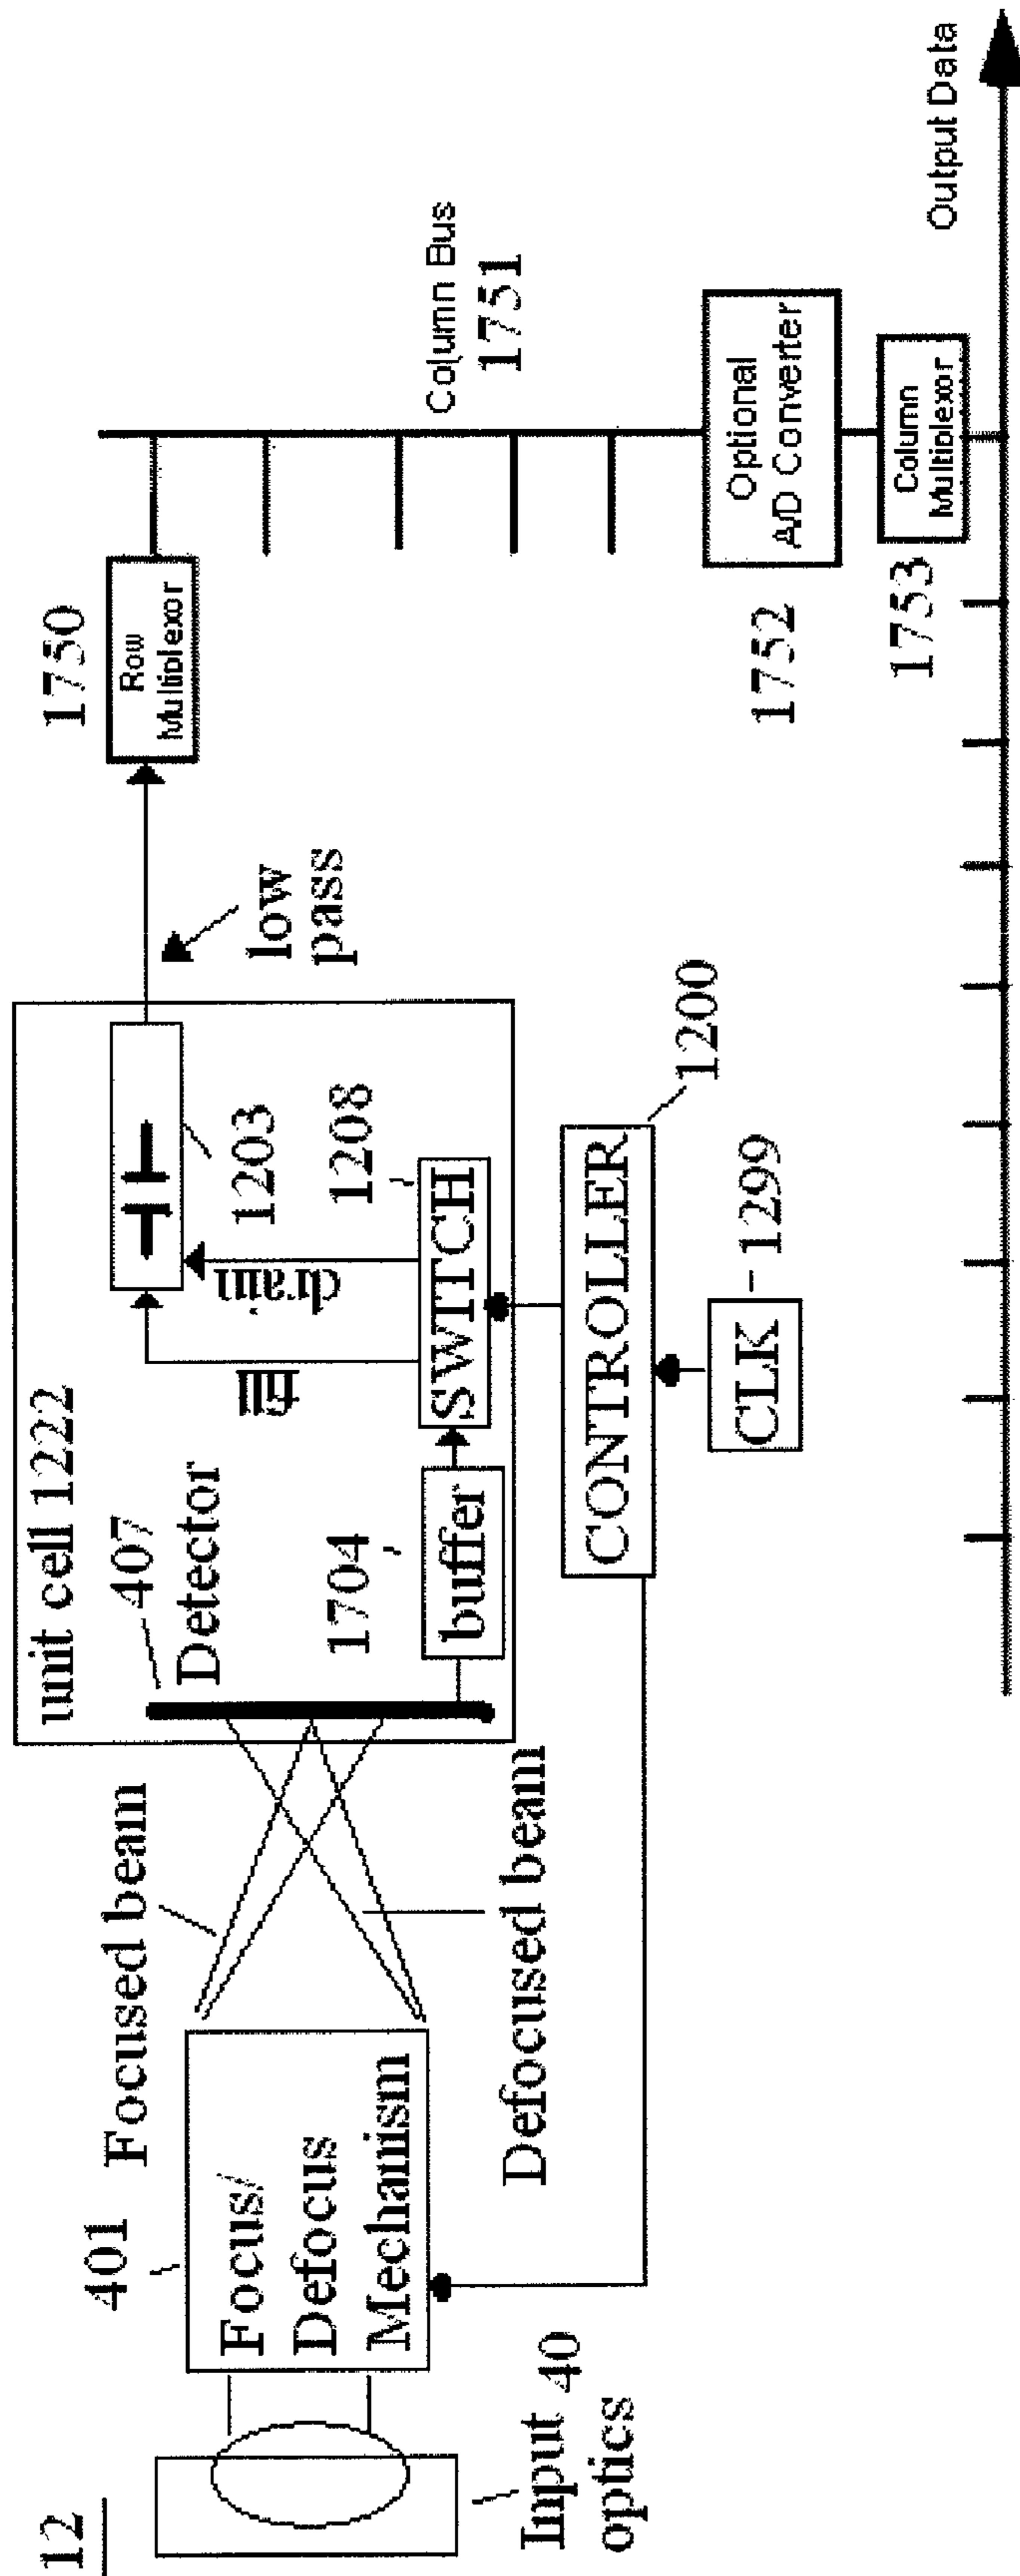 12
Input 40
optics
401
Focus/
Defocus
Mechanism
Focused beam
Defocused beam
unit cell 1222
407
Detector
1704
buffer
fill
drain
SWITCH
1208
1203
low
pass
CONTROLLER
1200
CLK
1299
1750
Row
Multiplexor
Column Bus
1751
Optional
A/D Converter
1752
Column
Multiplexor
1753
Output Data